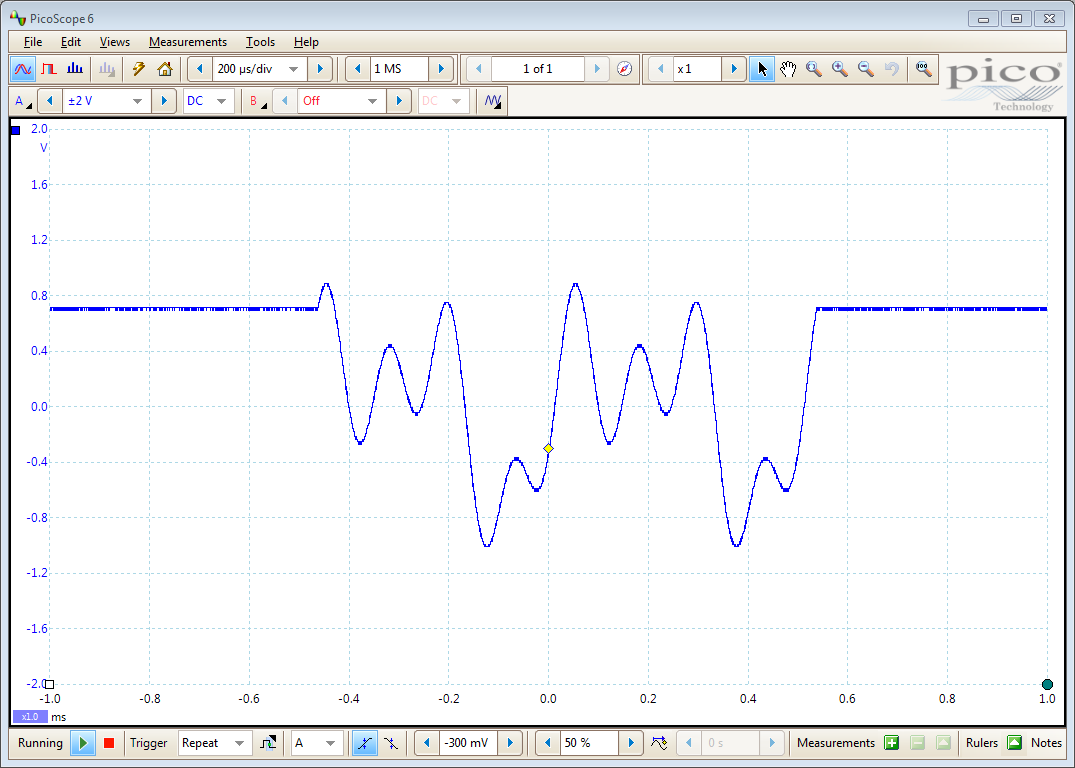 PicoScope 6
File Edit Views Measurements Tools Help
200 µs/div 1 MS 1 of 1 x1
pico
Technology
A ±2 V DC B Off DC
2.0
V
1.6
1.2
0.8
0.4
0.0
-0.4
-0.8
-1.2
-1.6
-2.0
-1.0 -0.8 -0.6 -0.4 -0.2 0.0 0.2 0.4 0.6 0.8 1.0
x1.0 ms
Running Trigger Repeat A -300 mV 50 % 0 s Measurements Rulers Notes